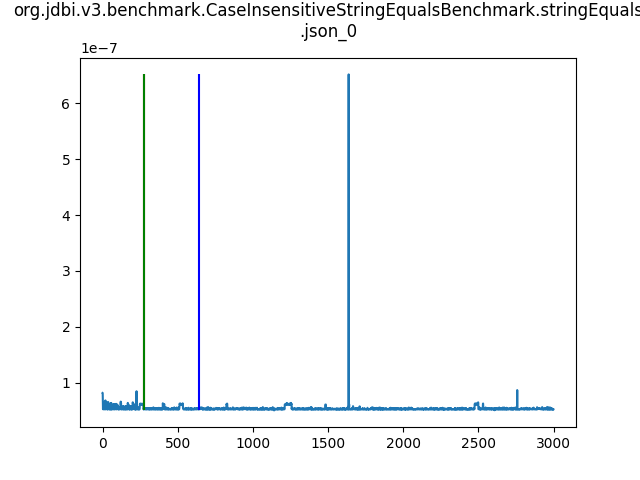 org.jdbi.v3.benchmark.CaseInsensitiveStringEqualsBenchmark.stringEquals
.json_0
1e−7
6
5
4
3
2
1
0 500 1000 1500 2000 2500 3000